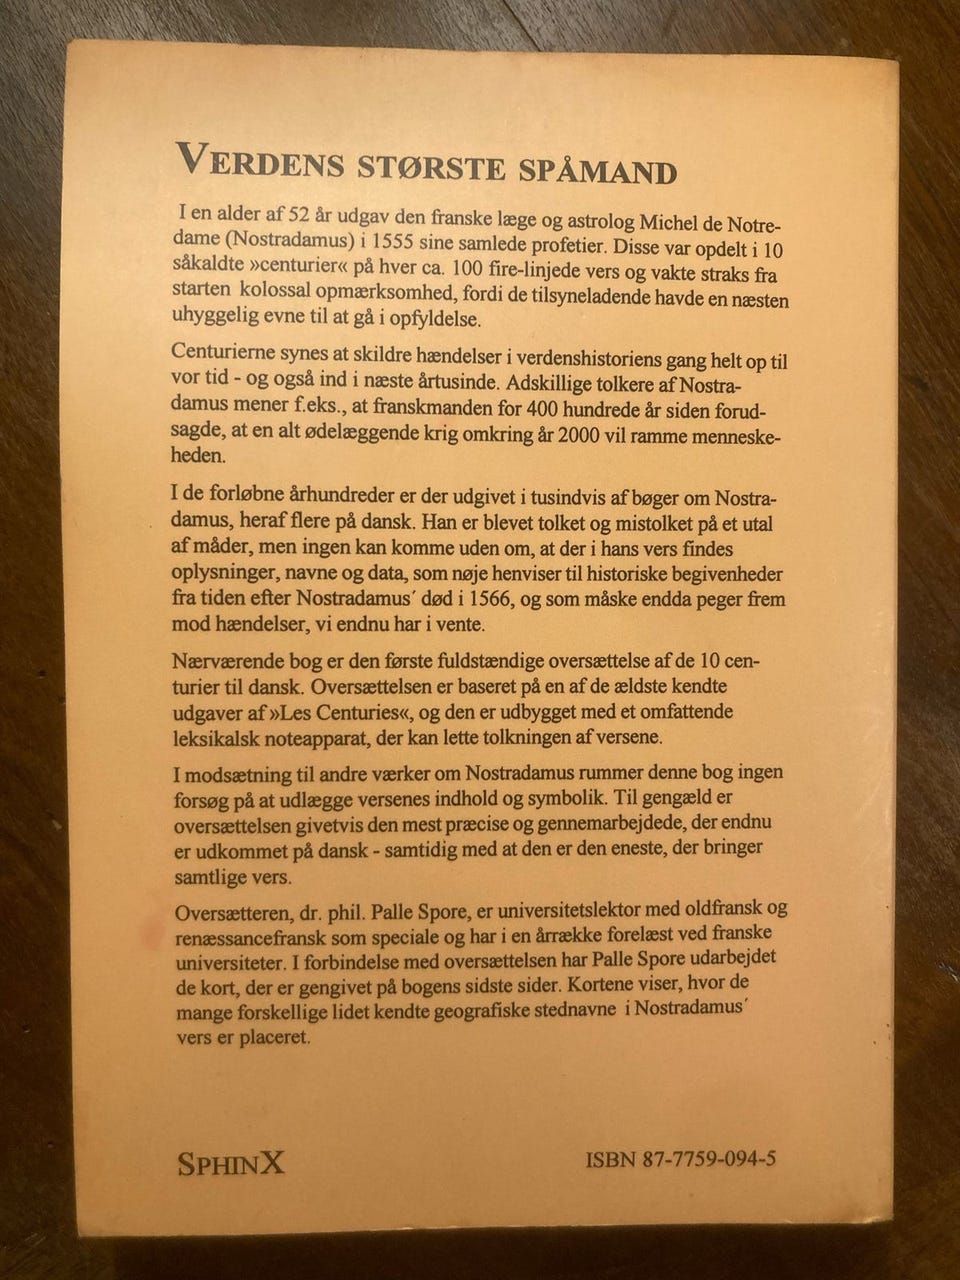 VERDENS STØRSTE SPÅMAND
I en alder af 52 år udgav den franske læge og astrolog Michel de Notre-
dame (Nostradamus) i 1555 sine samlede profetier. Disse var opdelt i 10
såkaldte »centurier« på hver ca. 100 fire-linjede vers og vakte straks fra
starten kolossal opmærksomhed, fordi de tilsyneladende havde en næsten
uhyggelig evne til at gå i opfyldelse.
Centurierne synes at skildre hændelser i verdenshistoriens gang helt op til
vor tid - og også ind i næste årtusinde. Adskillige tolkere af Nostra-
damus mener f.eks., at franskmanden for 400 hundrede år siden forud-
sagde, at en alt ødelæggende krig omkring år 2000 vil ramme menneske-
heden.
I de forløbne århundreder er der udgivet i tusindvis af bøger om Nostra-
damus, heraf flere på dansk. Han er blevet tolket og mistolket på et utal
af måder, men ingen kan komme uden om, at der i hans vers findes
oplysninger, navne og data, som nøje henviser til historiske begivenheder
fra tiden efter Nostradamus´ død i 1566, og som måske endda peger frem
mod hændelser, vi endnu har i vente.
Nærværende bog er den første fuldstændige oversættelse af de 10 cen-
turier til dansk. Oversættelsen er baseret på en af de ældste kendte
udgaver af »Les Centuries«, og den er udbygget med et omfattende
leksikalsk noteapparat, der kan lette tolkningen af versene.
I modsætning til andre værker om Nostradamus rummer denne bog ingen
forsøg på at udlægge versenes indhold og symbolik. Til gengæld er
oversættelsen givetvis den mest præcise og gennemarbejdede, der endnu
er udkommet på dansk - samtidig med at den er den eneste, der bringer
samtlige vers.
Oversætteren, dr. phil. Palle Spore, er universitetslektor med oldfransk og
renæssancefransk som speciale og har i en årrække forelæst ved franske
universiteter. I forbindelse med oversættelsen har Palle Spore udarbejdet
de kort, der er gengivet på bogens sidste sider. Kortene viser, hvor de
mange forskellige lidet kendte geografiske stednavne i Nostradamus´
vers er placeret.
SPHINX
ISBN 87-7759-094-5